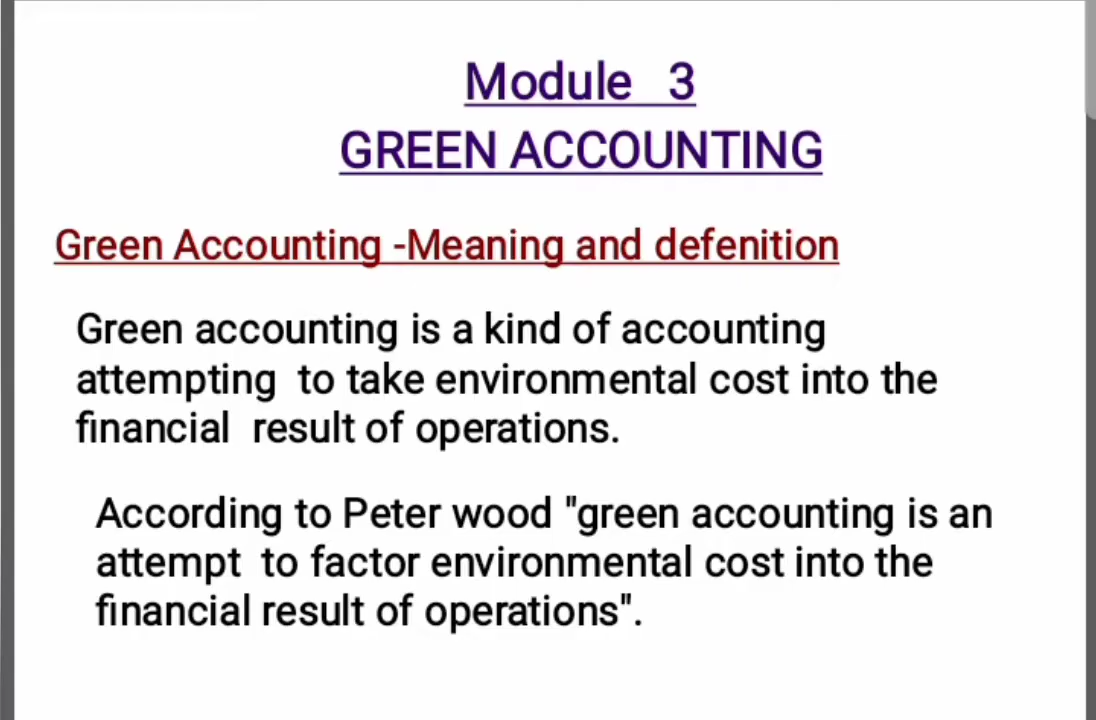 Module 3
GREEN ACCOUNTING
Green Accounting -Meaning and defenition
Green accounting is a kind of accounting
attempting to take environmental cost into the
financial result of operations.
According to Peter wood "green accounting is an
attempt to factor environmental cost into the
financial result of operations".